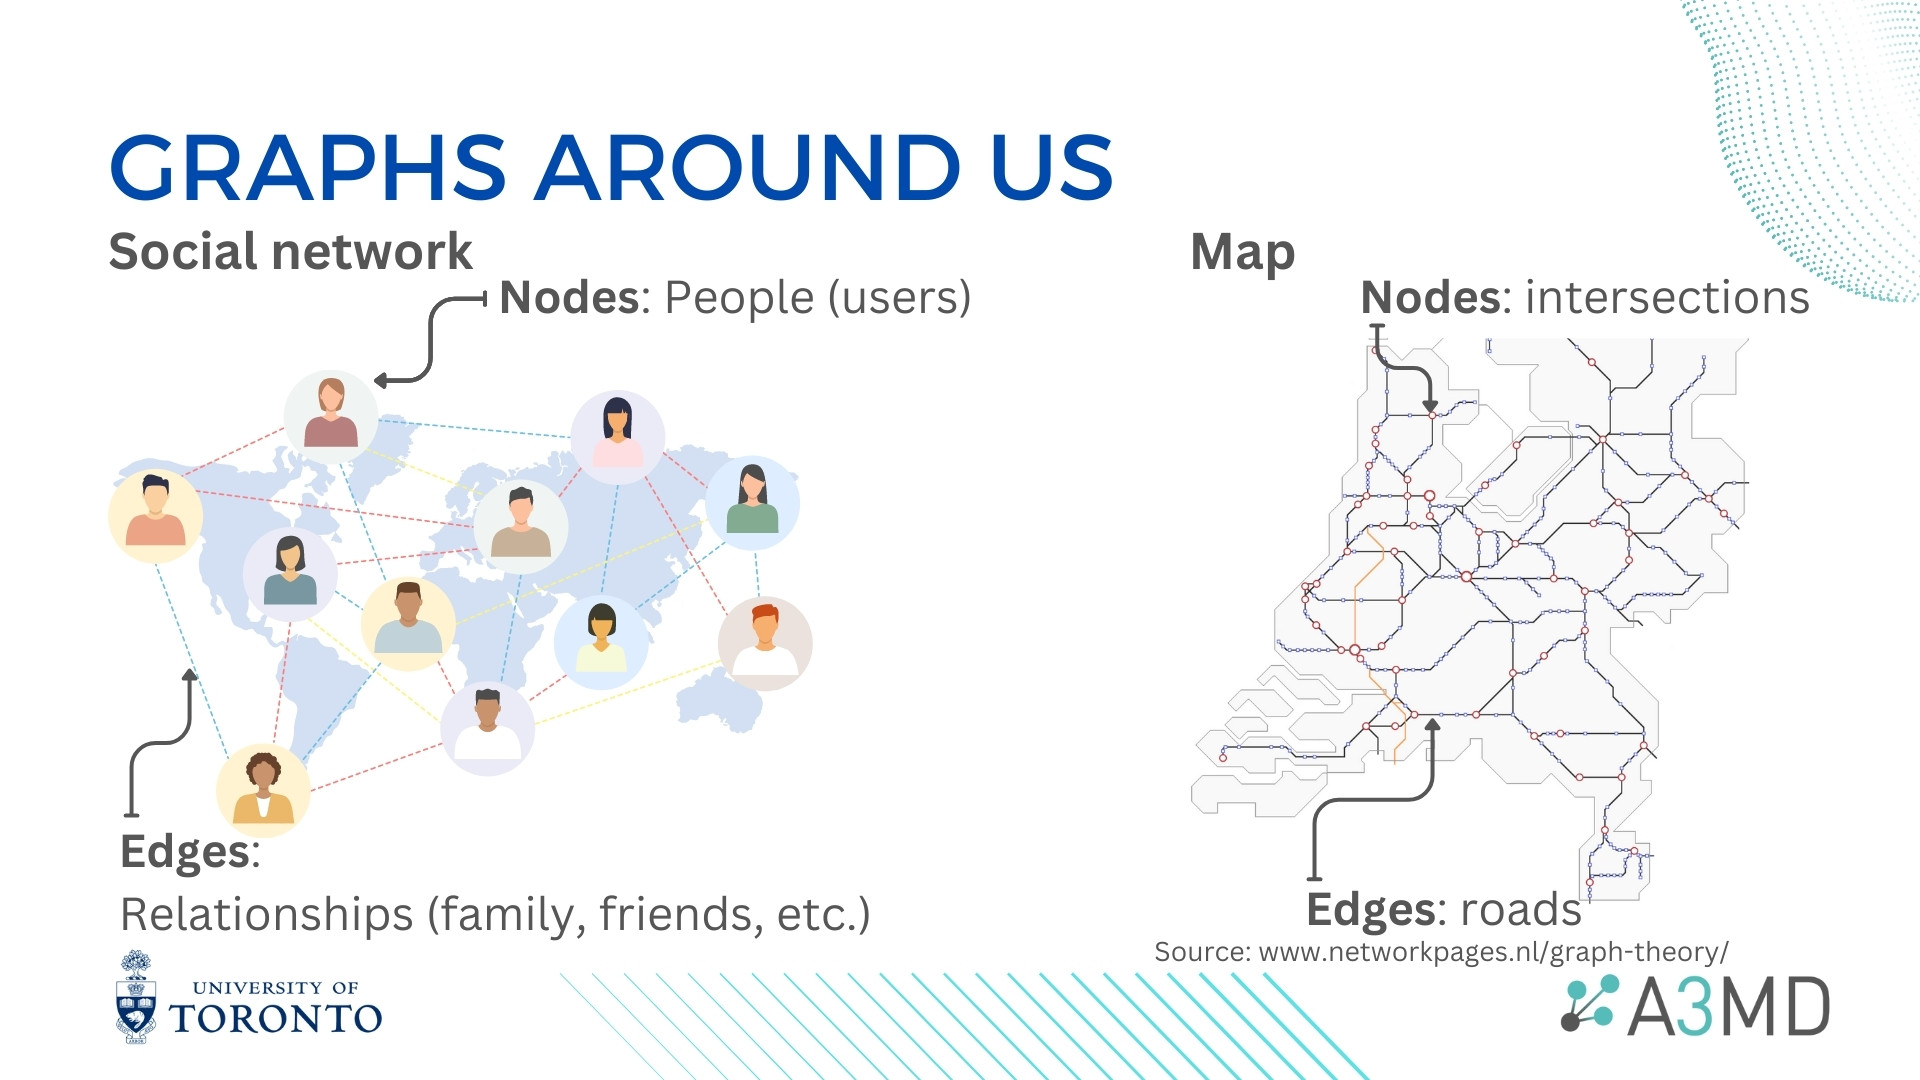 GRAPHS AROUND US
Social network
Nodes: People (users)
Edges:
Relationships (family, friends, etc.)
Map
Nodes: intersections
Edges: roads
Source: www.networkpages.nl/graph-theory/
UNIVERSITY OF
TORONTO
A3MD